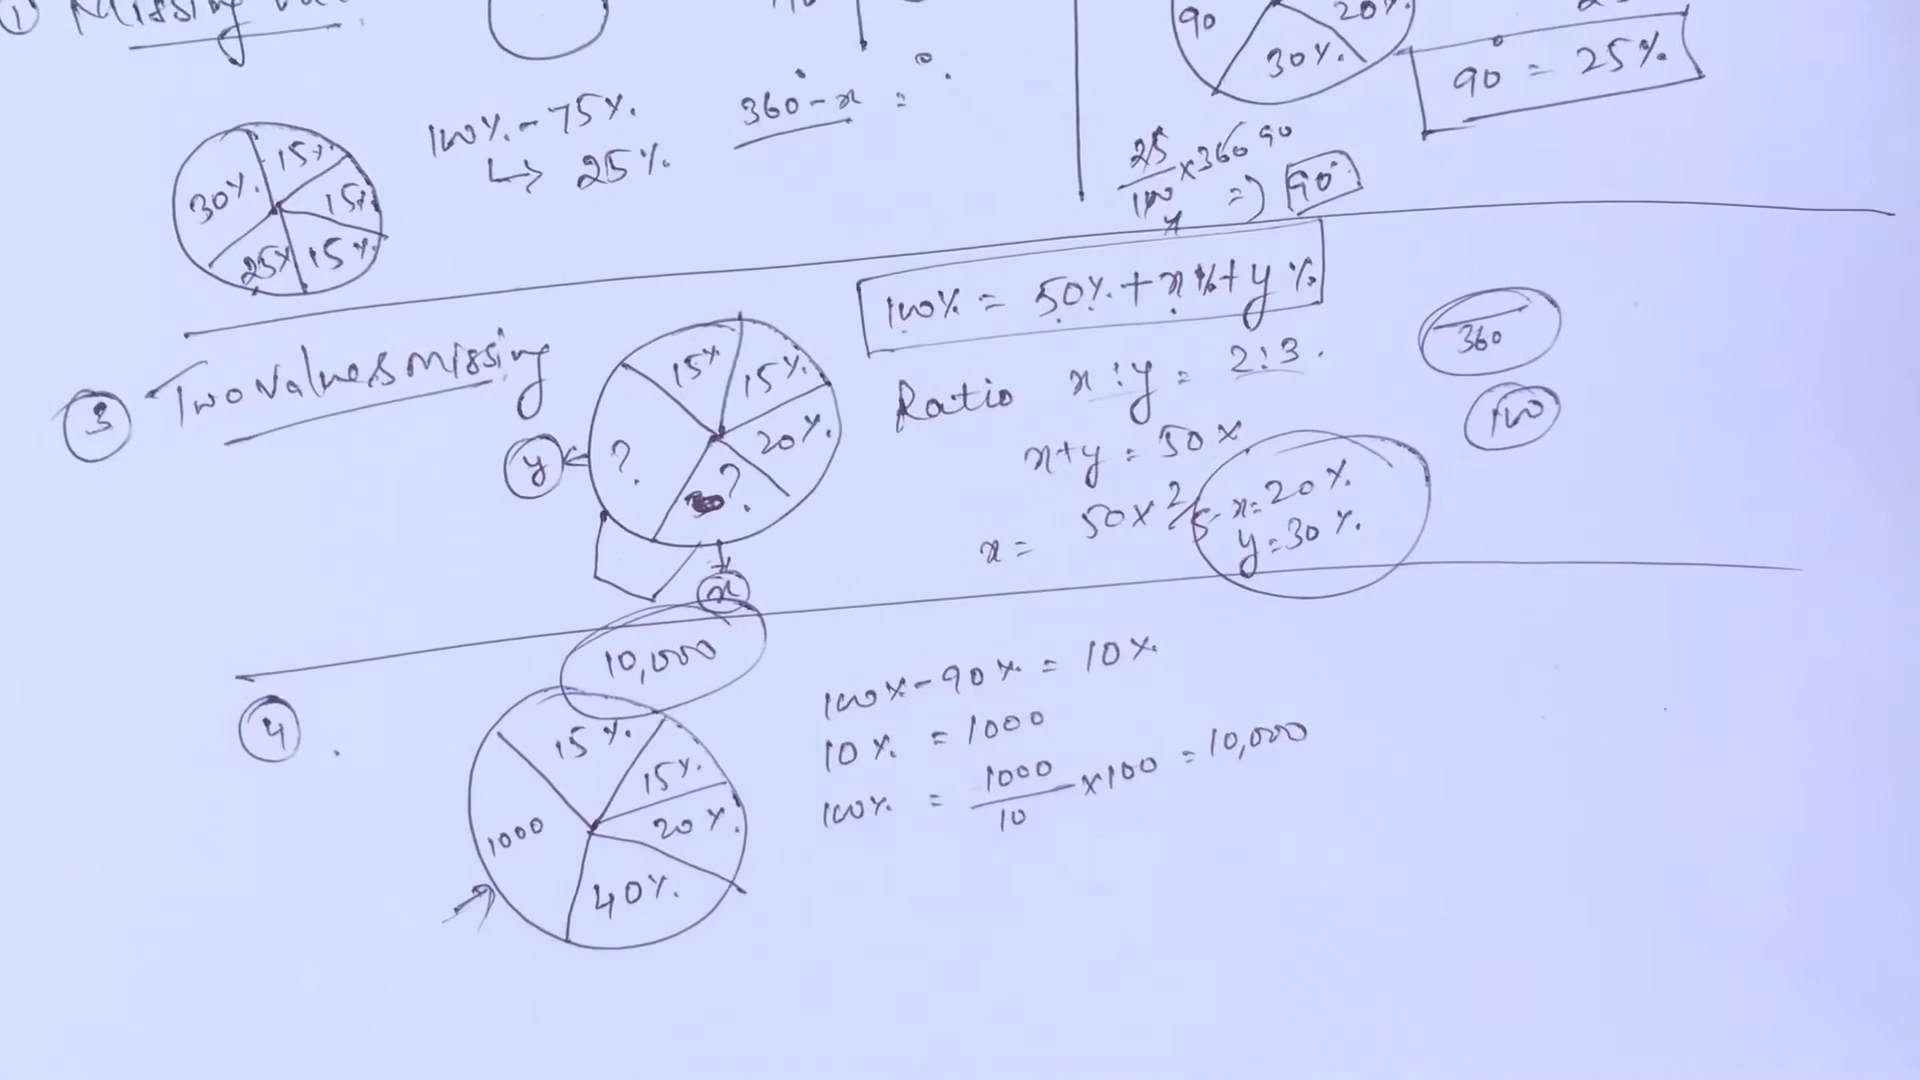 ① Missing
90
20%.
30%.
90° = 25%.
100%. - 75%.
↳ 25%.
360° - x = °.
25/100 × 360 90
4
=) 90°
30%.
15%
15%
15%
25%
100%. = 50%. + x% + y%.
③ Two Values Missing
15%
15%.
20%.
?
?
y
x
Ratio x : y = 2 : 3.
360
100
x+y = 50%
x = 50 × 2/5
x = 20%.
y = 30%.
④.
10,000
15%.
15%.
20%.
40%.
1000
100% - 90%. = 10%.
10%. = 1000
100%. = 1000/10 × 100 = 10,000